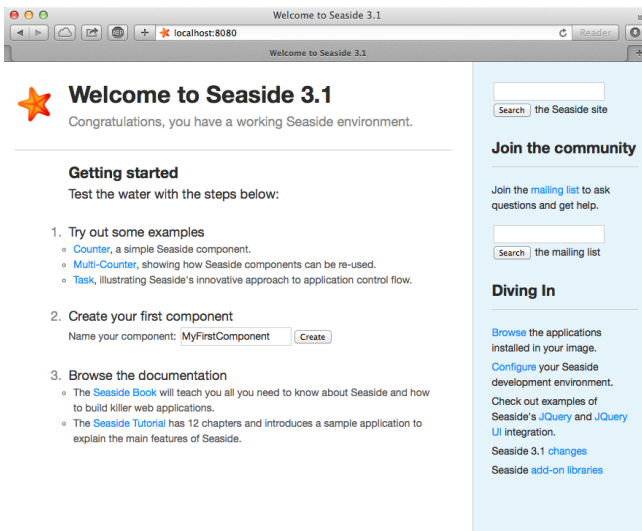 Welcome to Seaside 3.1
ABP
localhost:8080
Reader
Welcome to Seaside 3.1
Welcome to Seaside 3.1
Congratulations, you have a working Seaside environment.
Getting started
Test the water with the steps below:
1. Try out some examples
Counter, a simple Seaside component.
Multi-Counter, showing how Seaside components can be re-used.
Task, illustrating Seaside's innovative approach to application control flow.
2. Create your first component
Name your component: MyFirstComponent Create
3. Browse the documentation
The Seaside Book will teach you all you need to know about Seaside and how
to build killer web applications.
The Seaside Tutorial has 12 chapters and introduces a sample application to
explain the main features of Seaside.
Search the Seaside site
Join the community
Join the mailing list to ask
questions and get help.
Search the mailing list
Diving In
Browse the applications
installed in your image.
Configure your Seaside
development environment.
Check out examples of
Seaside's JQuery and JQuery
UI integration.
Seaside 3.1 changes
Seaside add-on libraries